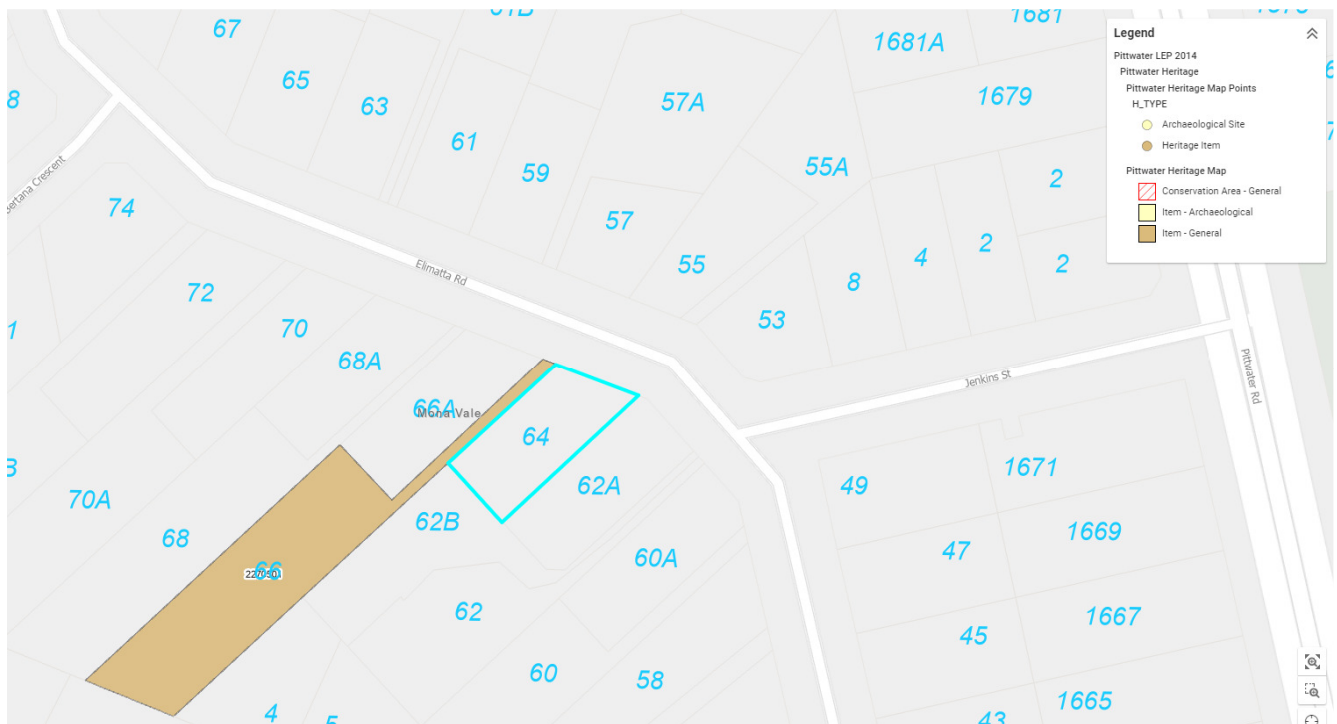 67
61B
1681
1681A
65
63
57A
1679
61
59
55A
2
74
57
4
2
2
55
8
Elimatta Rd
72
70
53
68A
Jenkins St
Pittwater Rd
66A
Mona Vale
64
62A
49
1671
70A
68
62B
47
1669
60A
66
62
1667
45
60
58
1665
4
5
43
Legend
Pittwater LEP 2014
Pittwater Heritage
Pittwater Heritage Map Points
H_TYPE
Archaeological Site
Heritage Item
Pittwater Heritage Map
Conservation Area - General
Item - Archaeological
Item - General